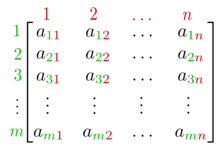 1 2 … n
1 a₁₁ a₁₂ … a₁ₙ
2 a₂₁ a₂₂ … a₂ₙ
3 a₃₁ a₃₂ … a₃ₙ
⋮ ⋮ ⋮ ⋮ ⋮
m aₘ₁ aₘ₂ … aₘₙ